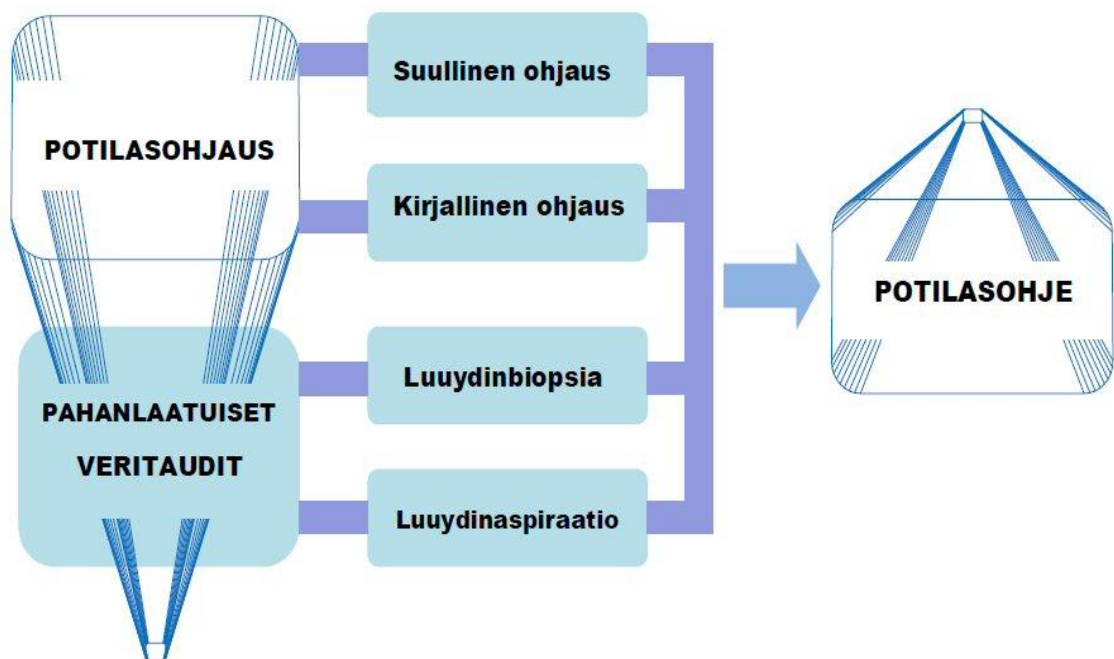 POTILASOHJAUS
Suullinen ohjaus
Kirjallinen ohjaus
PAHANLAATUISET
VERITAUDIT
Luuydinbiopsia
Luuydinaspiraatio
POTILASOHJE